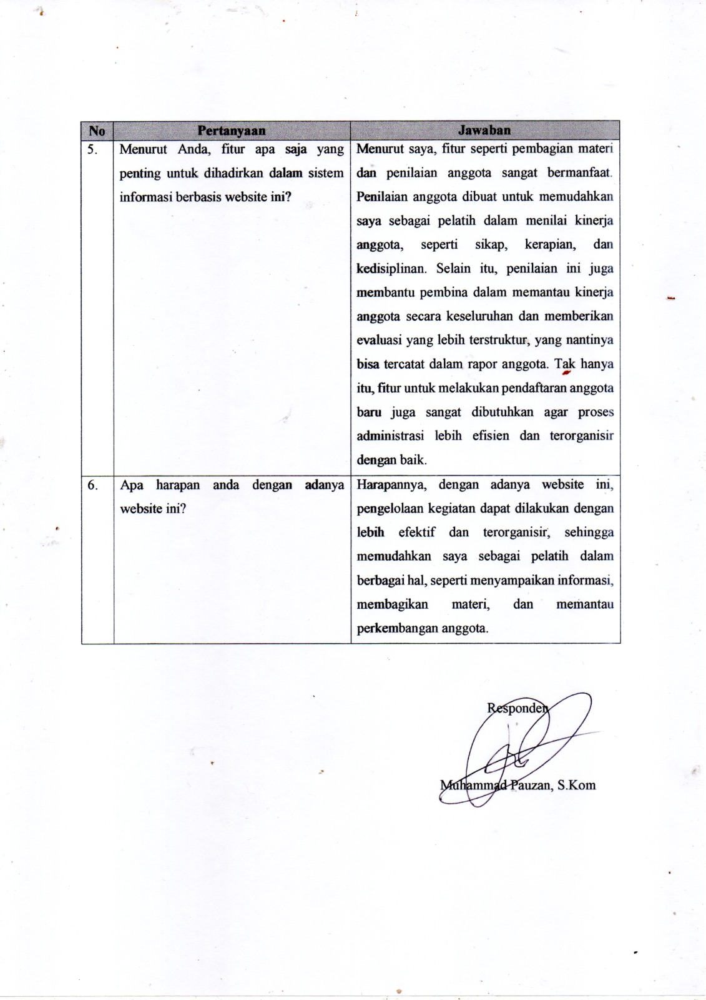 No Pertanyaan Jawaban
5. Menurut Anda, fitur apa saja yang
penting untuk dihadirkan dalam sistem
informasi berbasis website ini?
Menurut saya, fitur seperti pembagian materi
dan penilaian anggota sangat bermanfaat.
Penilaian anggota dibuat untuk memudahkan
saya sebagai pelatih dalam menilai kinerja
anggota, seperti sikap, kerapian, dan
kedisiplinan. Selain itu, penilaian ini juga
membantu pembina dalam memantau kinerja
anggota secara keseluruhan dan memberikan
evaluasi yang lebih terstruktur, yang nantinya
bisa tercatat dalam rapor anggota. Tak hanya
itu, fitur untuk melakukan pendaftaran anggota
baru juga sangat dibutuhkan agar proses
administrasi lebih efisien dan terorganisir
dengan baik.
6. Apa harapan anda dengan adanya
website ini?
Harapannya, dengan adanya website ini,
pengelolaan kegiatan dapat dilakukan dengan
lebih efektif dan terorganisir, sehingga
memudahkan saya sebagai pelatih dalam
berbagai hal, seperti menyampaikan informasi,
membagikan materi, dan memantau
perkembangan anggota.
Responden
Muhammad Pauzan, S.Kom